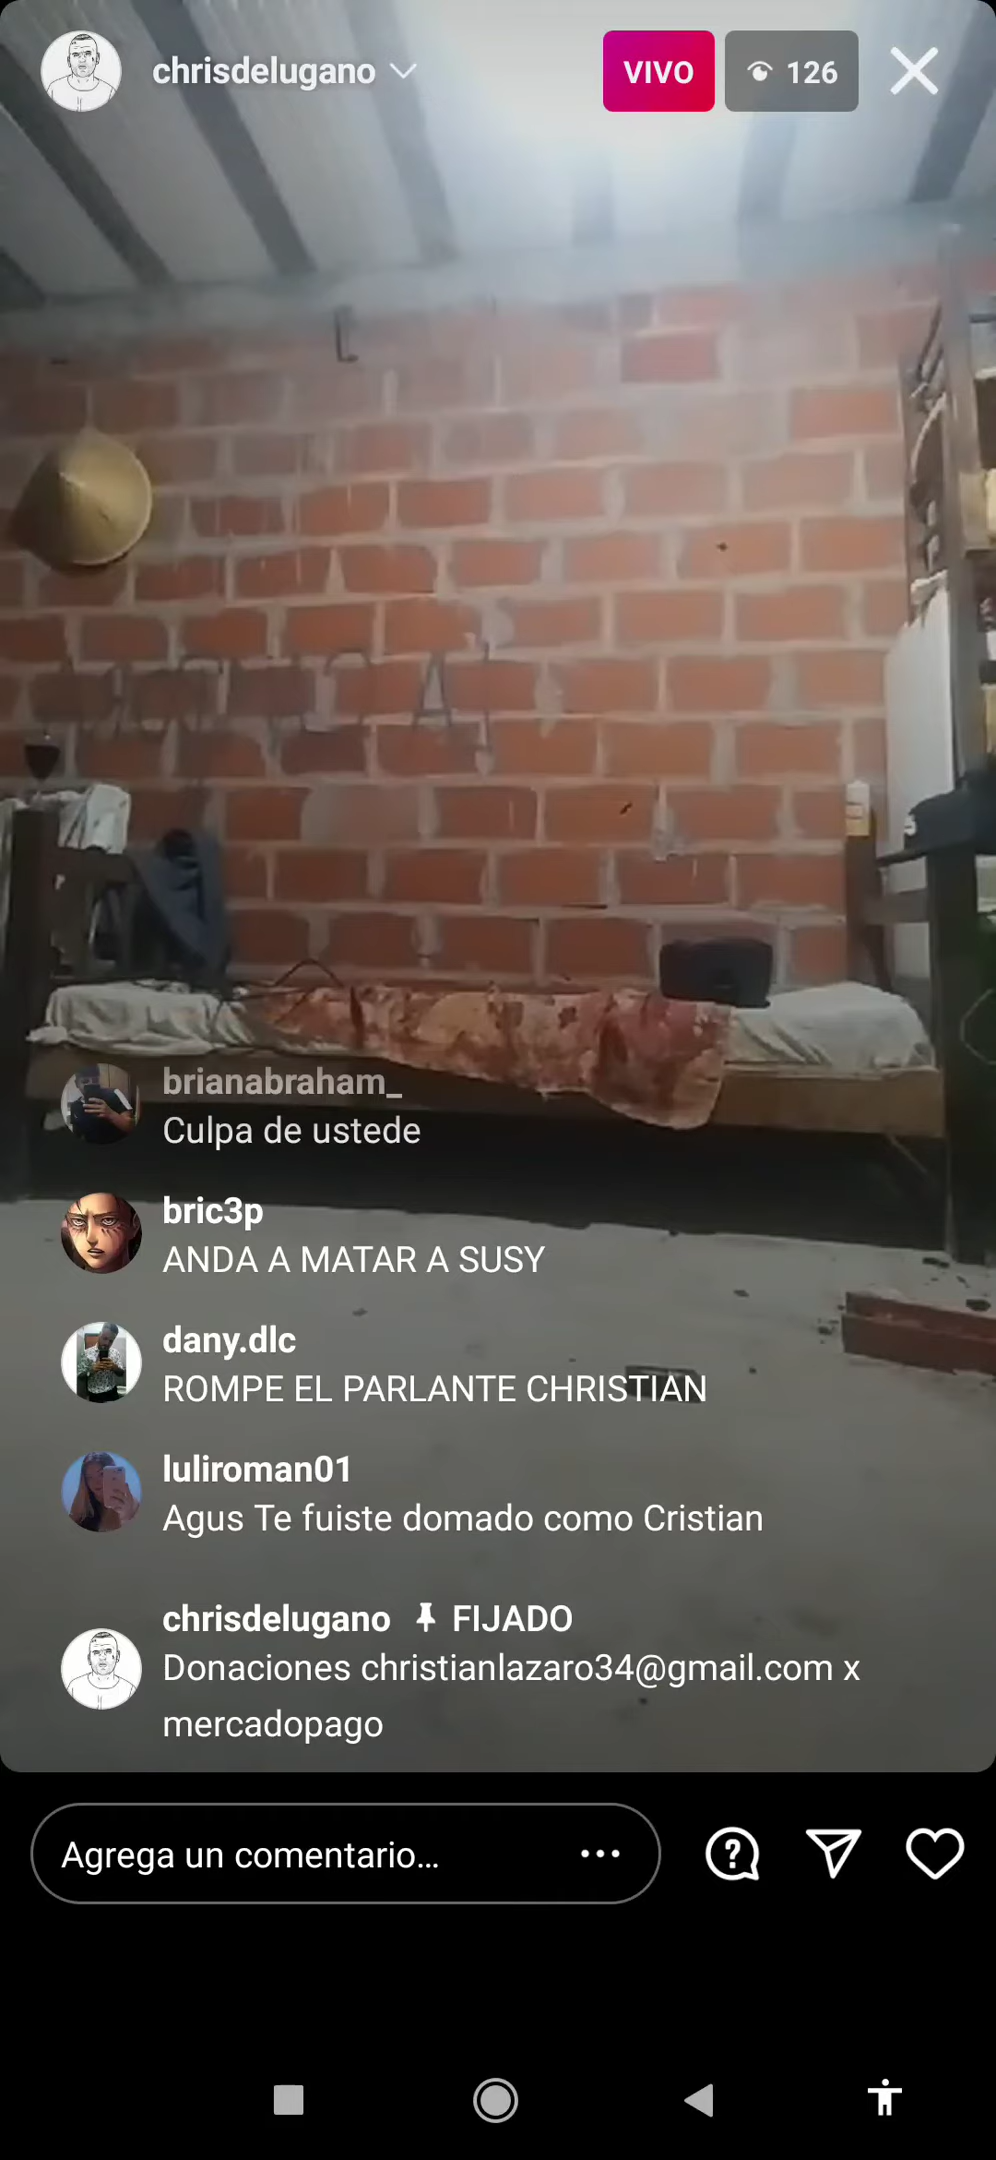 chrisdelugano
VIVO
126
brianabraham_
Culpa de ustede
bric3p
ANDA A MATAR A SUSY
dany.dlc
ROMPE EL PARLANTE CHRISTIAN
luliroman01
Agus Te fuiste domado como Cristian
chrisdelugano FIJADO
Donaciones christianlazaro34@gmail.com x
mercadopago
Agrega un comentario...